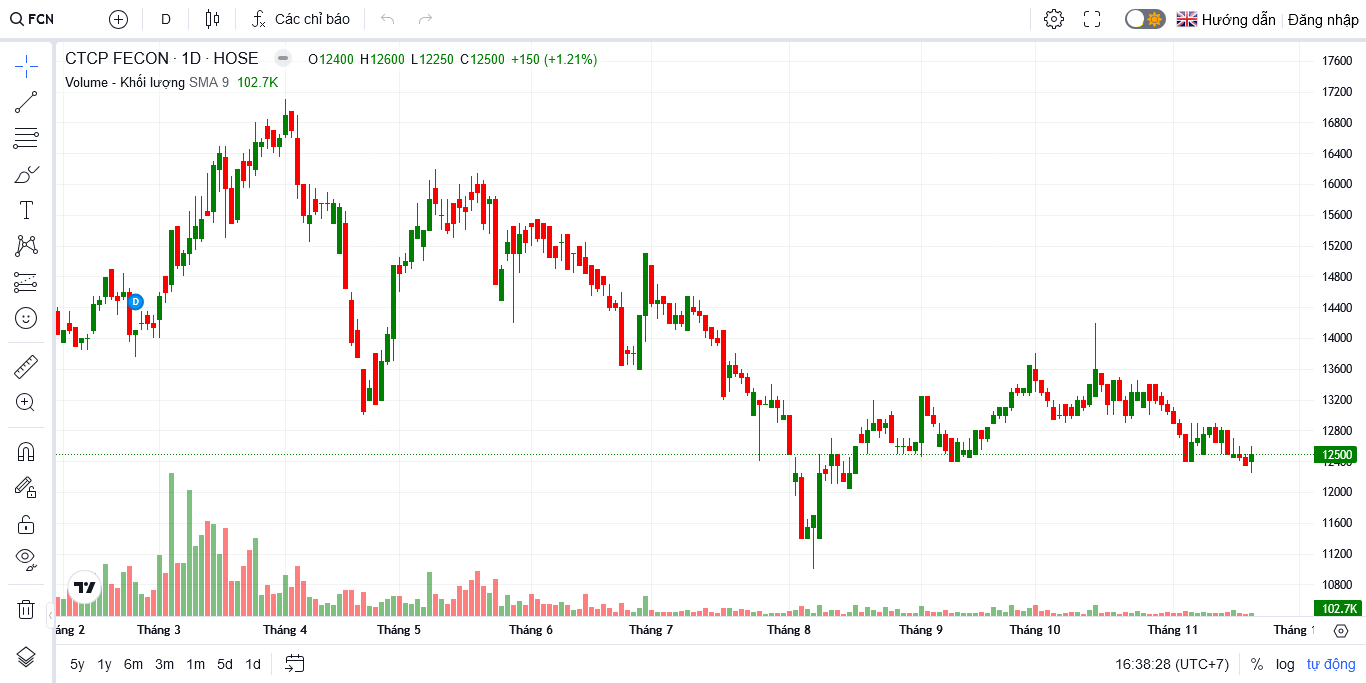 FCN D Các chỉ báo Hướng dẫn Đăng nhập
CTCP FECON · 1D · HOSE O12400 H12600 L12250 C12500 +150 (+1.21%)
Volume - Khối lượng SMA 9 102.7K
D
17600
17200
16800
16400
16000
15600
15200
14800
14400
14000
13600
13200
12800
12500
12400
12000
11600
11200
10800
102.7K
áng 2 Tháng 3 Tháng 4 Tháng 5 Tháng 6 Tháng 7 Tháng 8 Tháng 9 Tháng 10 Tháng 11 Tháng 1
5y 1y 6m 3m 1m 5d 1d 16:38:28 (UTC+7) % log tự động